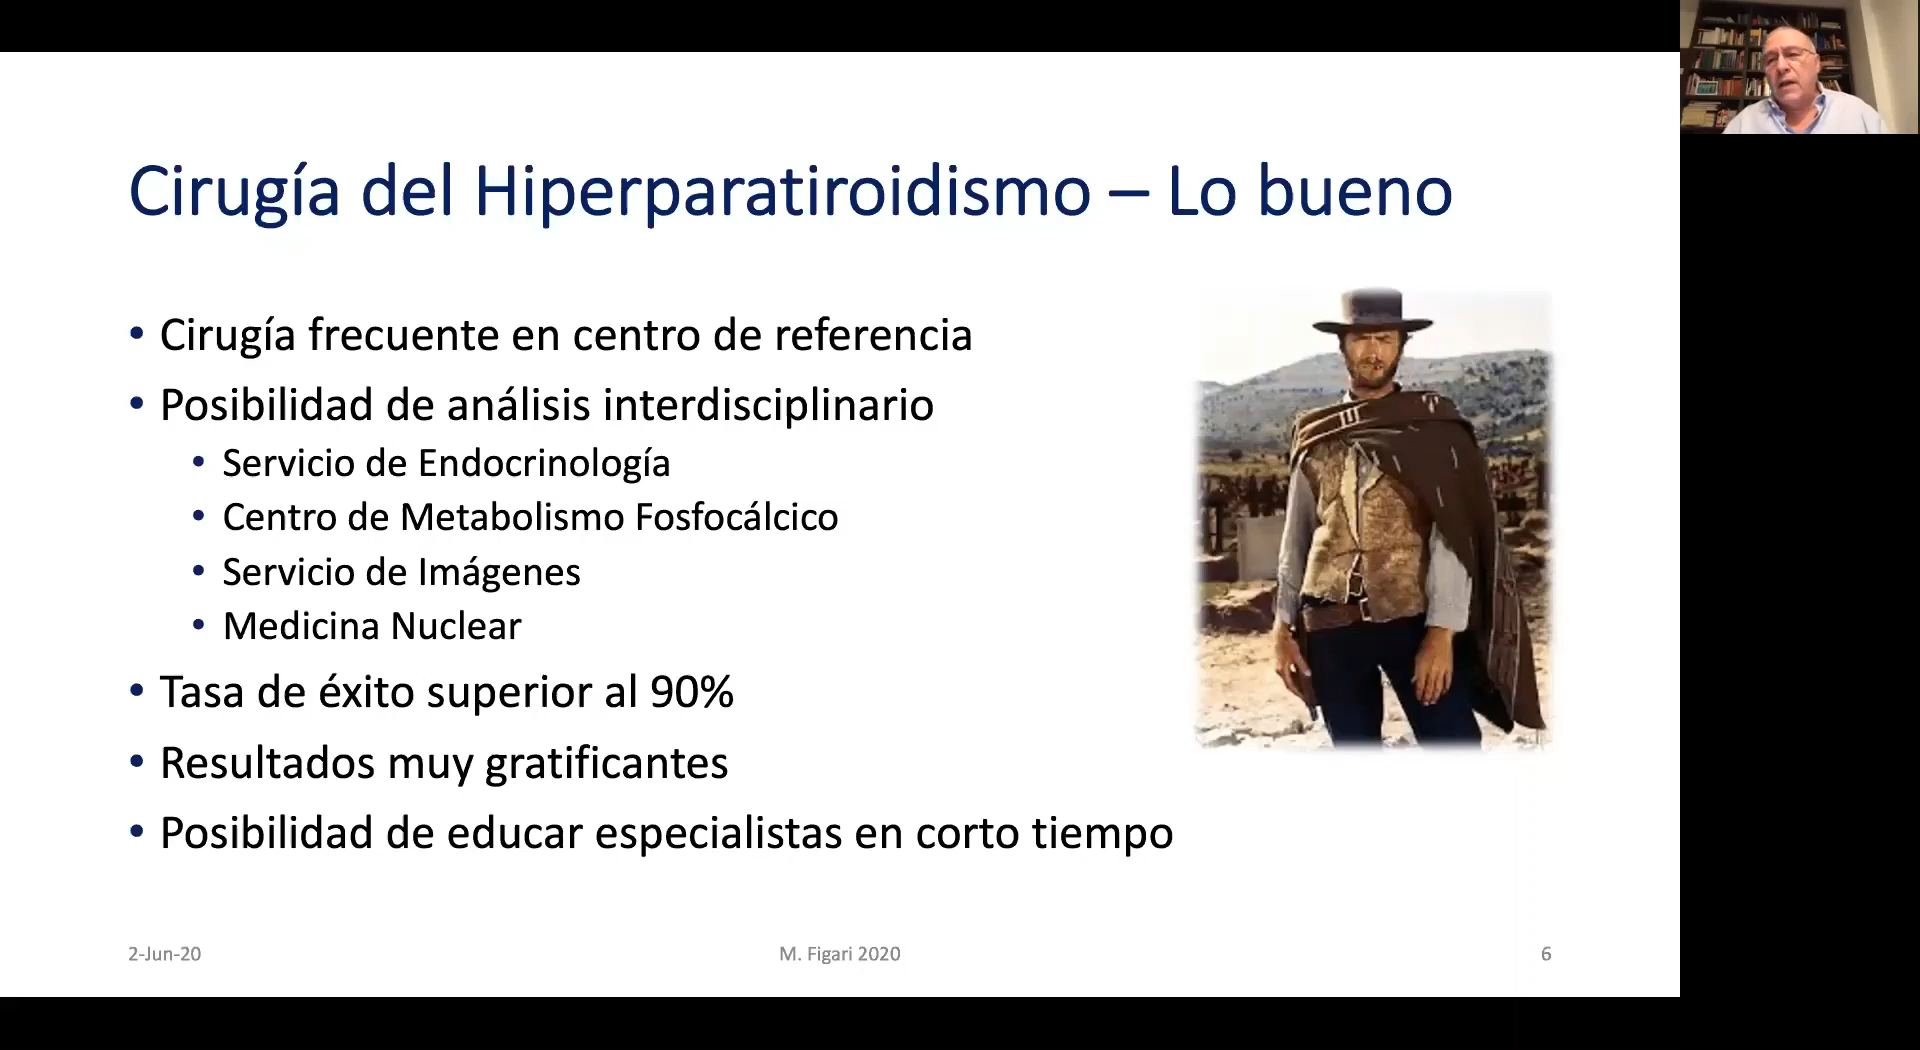 Cirugía del Hiperparatiroidismo – Lo bueno
• Cirugía frecuente en centro de referencia
• Posibilidad de análisis interdisciplinario
• Servicio de Endocrinología
• Centro de Metabolismo Fosfocálcico
• Servicio de Imágenes
• Medicina Nuclear
• Tasa de éxito superior al 90%
• Resultados muy gratificantes
• Posibilidad de educar especialistas en corto tiempo
2-Jun-20
M. Figari 2020
6